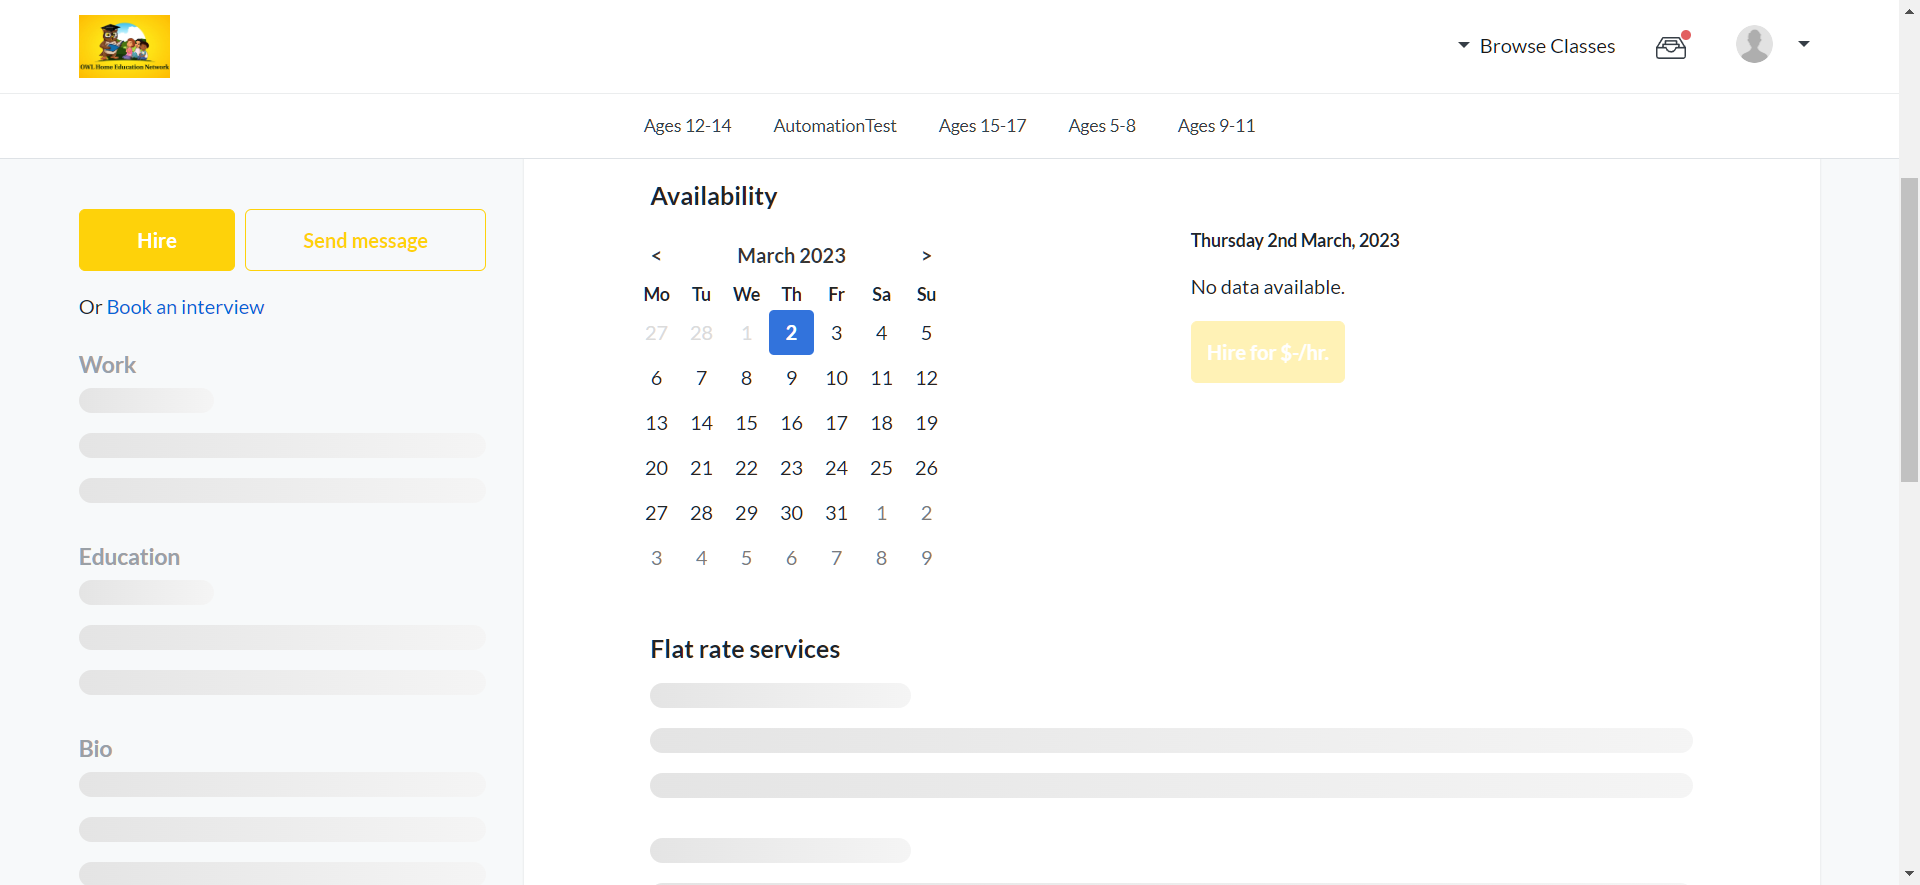 OWL Home Education Network
Browse Classes
Ages 12-14 AutomationTest Ages 15-17 Ages 5-8 Ages 9-11
Hire Send message
Or Book an interview
Work
Education
Bio
Availability
< March 2023 >
Mo Tu We Th Fr Sa Su
27 28 1 2 3 4 5
6 7 8 9 10 11 12
13 14 15 16 17 18 19
20 21 22 23 24 25 26
27 28 29 30 31 1 2
3 4 5 6 7 8 9
Thursday 2nd March, 2023
No data available.
Hire for $-/hr.
Flat rate services